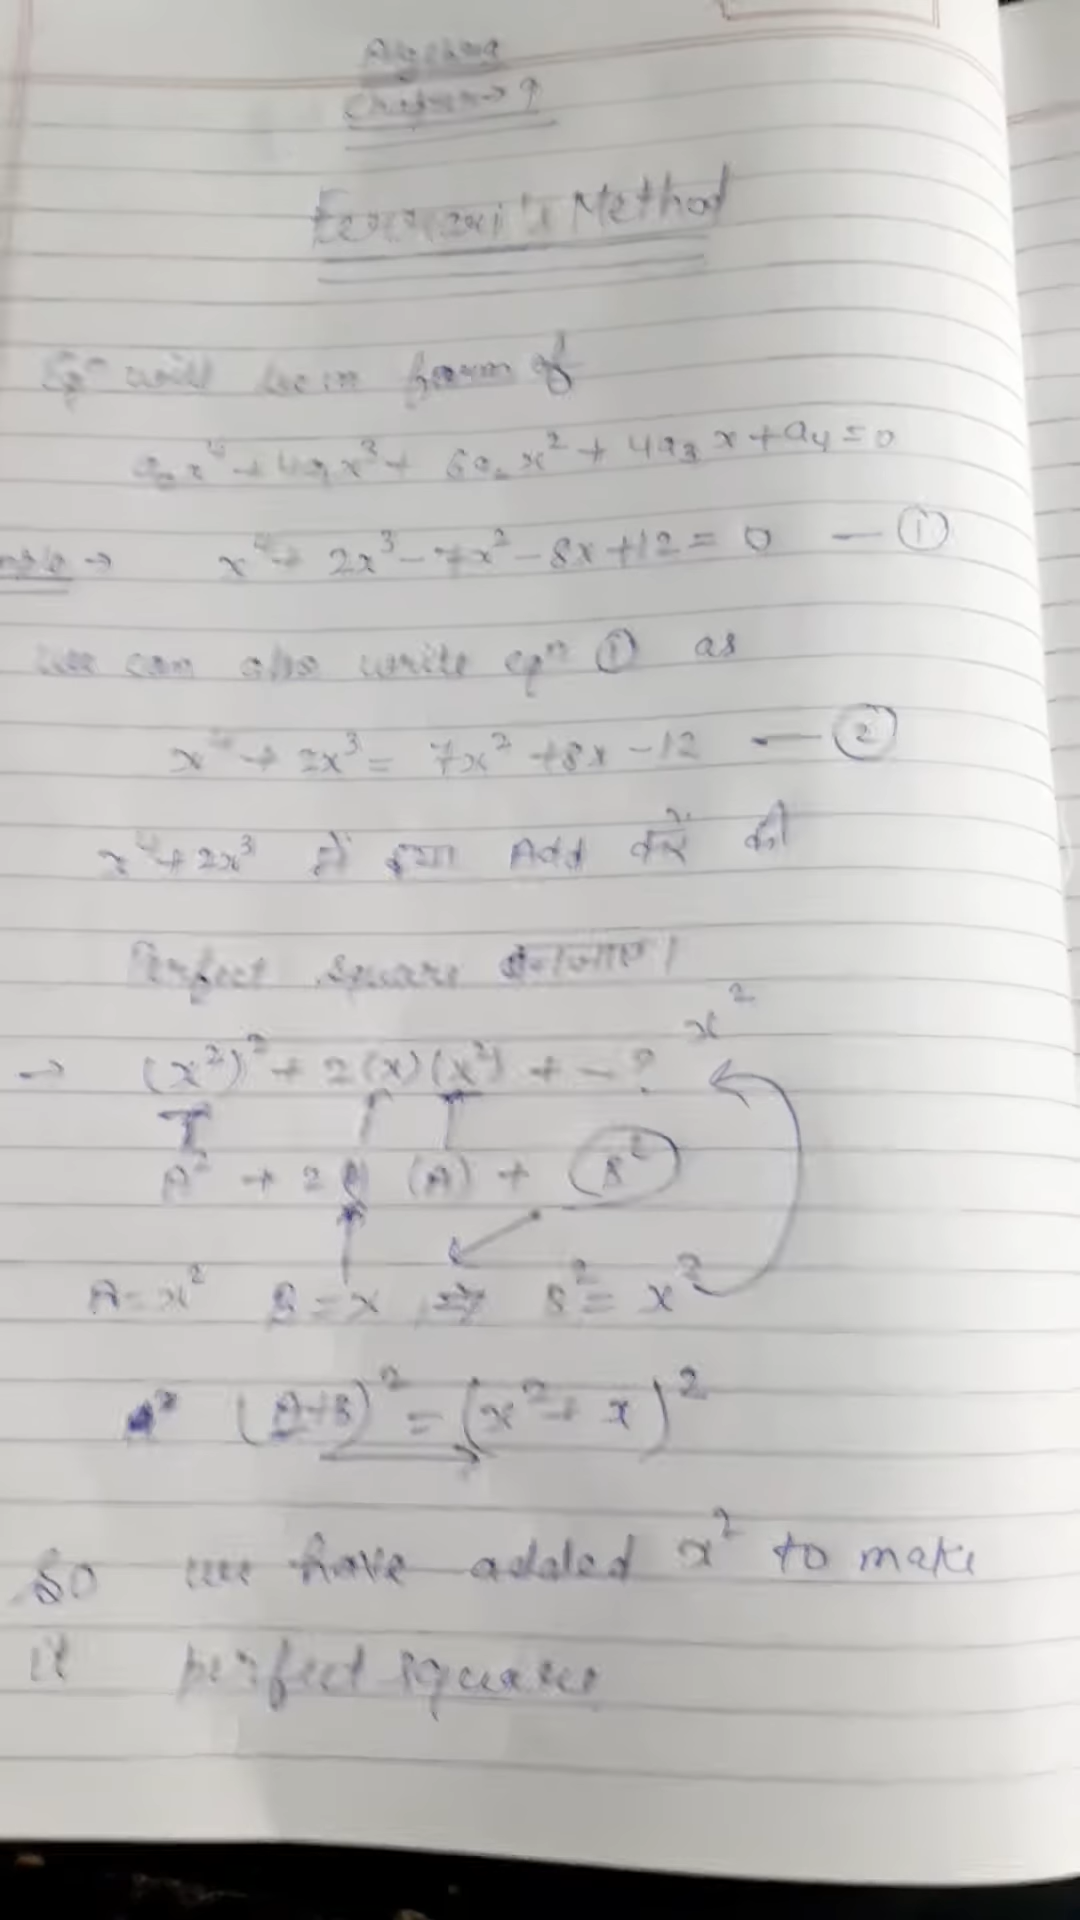 Algebra
Chapter → 9
Ferrari's Method
Eqⁿ will be in form of
a₀x⁴ + 4a₁x³ + 6a₂x² + 4a₃x + a₄ = 0
→ x⁴ + 2x³ - 7x² - 8x + 12 = 0 — ①
we can also write eqⁿ ① as
x⁴ + 2x³ = 7x² + 8x - 12 — ②
x⁴ + 2x³ में क्या Add करें की
Perfect square बन जाए।
x²
→ (x²)² + 2(x)(x²) + - ?
A² + 2 B (A) + B²
A = x² B = x ⇒ B² = x²
(A+B)² = (x² + x)²
So we have added x² to make
it perfect square